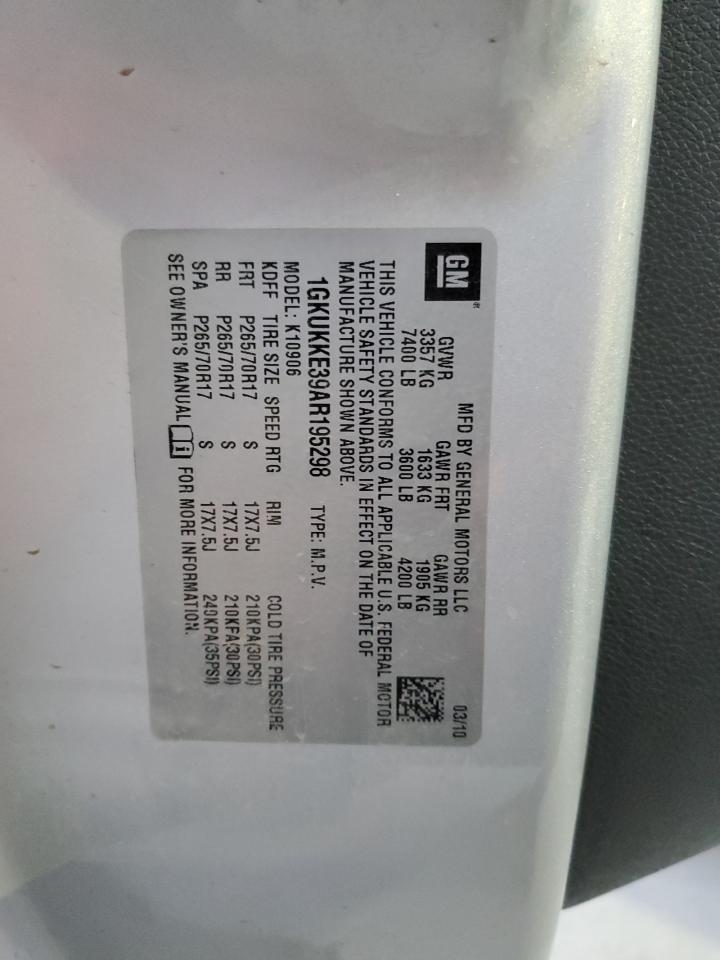 GM®
MFD BY GENERAL MOTORS LLC 03/10
GVWR GAWR FRT GAWR RR
3357 KG 1633 KG 1905 KG
7400 LB 3600 LB 4200 LB
THIS VEHICLE CONFORMS TO ALL APPLICABLE U.S. FEDERAL MOTOR
VEHICLE SAFETY STANDARDS IN EFFECT ON THE DATE OF
MANUFACTURE SHOWN ABOVE.
1GKUKKE39AR195298 TYPE: M.P.V.
MODEL: K10906
KDFF TIRE SIZE SPEED RTG RIM COLD TIRE PRESSURE
FRT P265/70R17 S 17X7.5J 210KPA(30PSI)
RR P265/70R17 S 17X7.5J 210KPA(30PSI)
SPA P265/70R17 S 17X7.5J 240KPA(35PSI)
SEE OWNER'S MANUAL i FOR MORE INFORMATION.